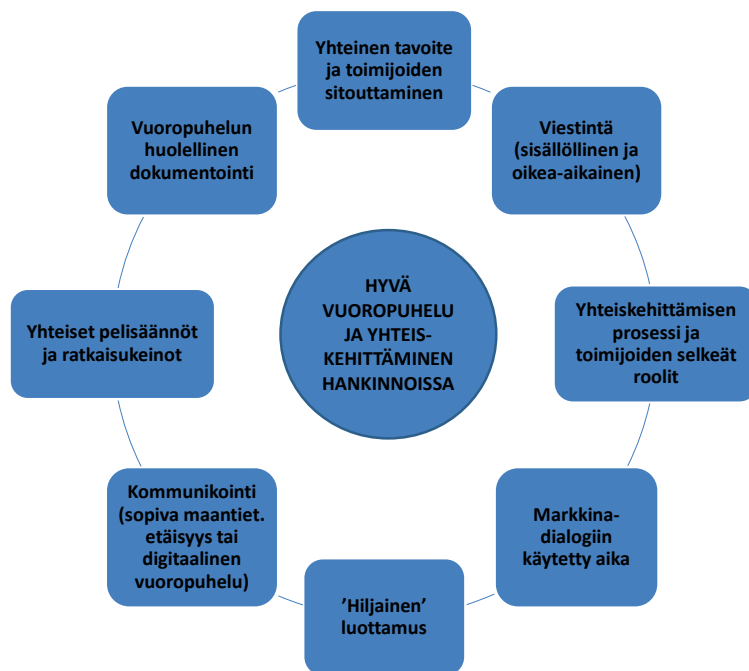 Yhteinen tavoite
ja toimijoiden
sitouttaminen
Viestintä
(sisällöllinen ja
oikea-aikainen)
Yhteiskehittämisen
prosessi ja
toimijoiden selkeät
roolit
Markkina-
dialogiin
käytetty aika
’Hiljainen’
luottamus
Kommunikointi
(sopiva maantiet.
etäisyys tai
digitaalinen
vuoropuhelu)
Yhteiset pelisäännöt
ja ratkaisukeinot
Vuoropuhelun
huolellinen
dokumentointi
HYVÄ
VUOROPUHELU
JA YHTEIS-
KEHITTÄMINEN
HANKINNOISSA